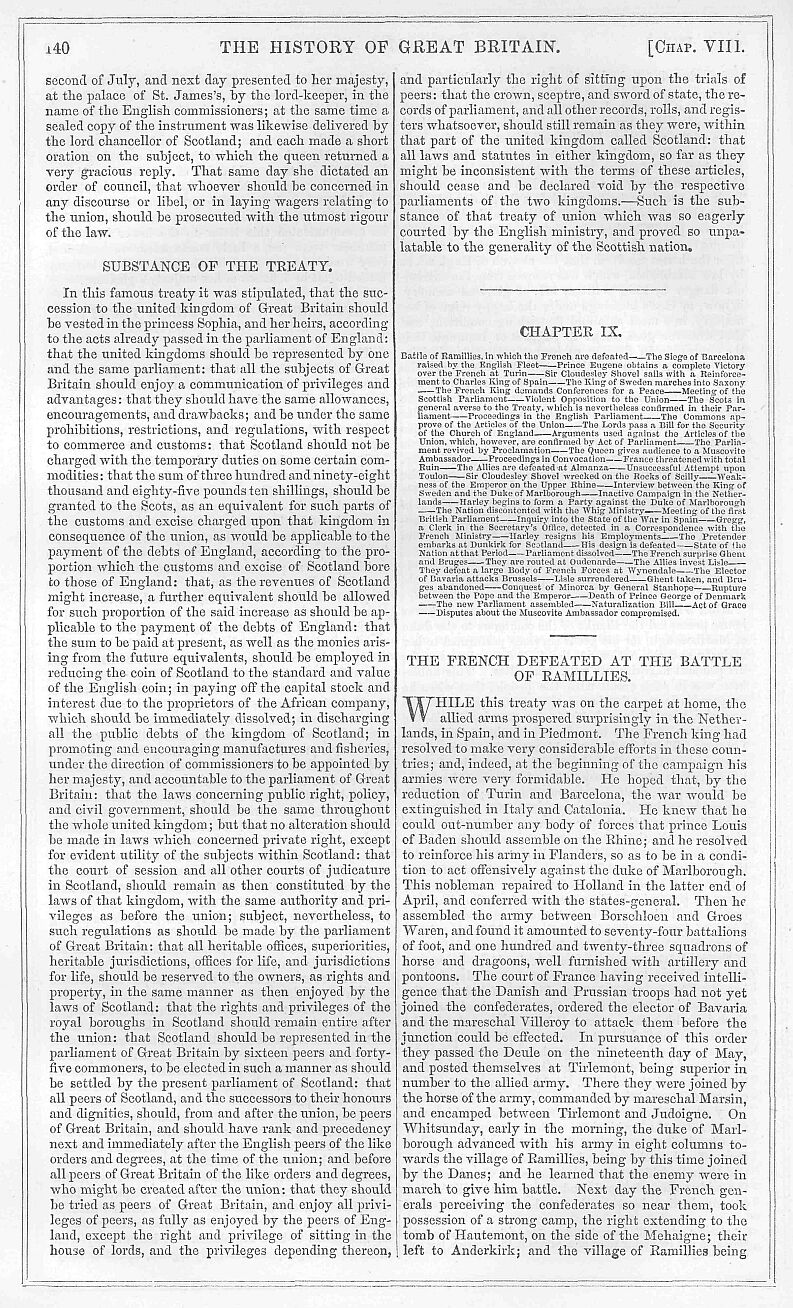 140 THE HISTORY OF GREAT BRITAIN. [CHAP. VIII.
second of July, and next day presented to her majesty,
at the palace of St. James's, by the lord-keeper, in the
name of the English commissioners; at the same time a
sealed copy of the instrument was likewise delivered by
the lord chancellor of Scotland; and each made a short
oration on the subject, to which the queen returned a
very gracious reply. That same day she dictated an
order of council, that whoever should be concerned in
any discourse or libel, or in laying wagers relating to
the union, should be prosecuted with the utmost rigour
of the law.
SUBSTANCE OF THE TREATY.
In this famous treaty it was stipulated, that the suc-
cession to the united kingdom of Great Britain should
be vested in the princess Sophia, and her heirs, according
to the acts already passed in the parliament of England:
that the united kingdoms should be represented by one
and the same parliament: that all the subjects of Great
Britain should enjoy a communication of privileges and
advantages: that they should have the same allowances,
encouragements, and drawbacks; and be under the same
prohibitions, restrictions, and regulations, with respect
to commerce and customs: that Scotland should not be
charged with the temporary duties on some certain com-
modities: that the sum of three hundred and ninety-eight
thousand and eighty-five pounds ten shillings, should be
granted to the Scots, as an equivalent for such parts of
the customs and excise charged upon that kingdom in
consequence of the union, as would be applicable to the
payment of the debts of England, according to the pro-
portion which the customs and excise of Scotland bore
to those of England: that, as the revenues of Scotland
might increase, a further equivalent should be allowed
for such proportion of the said increase as should be ap-
plicable to the payment of the debts of England: that
the sum to be paid at present, as well as the monies aris-
ing from the future equivalents, should be employed in
reducing the coin of Scotland to the standard and value
of the English coin; in paying off the capital stock and
interest due to the proprietors of the African company,
which should be immediately dissolved; in discharging
all the public debts of the kingdom of Scotland; in
promoting and encouraging manufactures and fisheries,
under the direction of commissioners to be appointed by
her majesty, and accountable to the parliament of Great
Britain: that the laws concerning public right, policy,
and civil government, should be the same throughout
the whole united kingdom; but that no alteration should
be made in laws which concerned private right, except
for evident utility of the subjects within Scotland: that
the court of session and all other courts of judicature
in Scotland, should remain as then constituted by the
laws of that kingdom, with the same authority and pri-
vileges as before the union; subject, nevertheless, to
such regulations as should be made by the parliament
of Great Britain: that all heritable offices, superiorities,
heritable jurisdictions, offices for life, and jurisdictions
for life, should be reserved to the owners, as rights and
property, in the same manner as then enjoyed by the
laws of Scotland: that the rights and privileges of the
royal boroughs in Scotland should remain entire after
the union: that Scotland should be represented in the
parliament of Great Britain by sixteen peers and forty-
five commoners, to be elected in such a manner as should
be settled by the present parliament of Scotland: that
all peers of Scotland, and the successors to their honours
and dignities, should, from and after the union, be peers
of Great Britain, and should have rank and precedency
next and immediately after the English peers of the like
orders and degrees, at the time of the union; and before
all peers of Great Britain of the like orders and degrees,
who might be created after the union: that they should
be tried as peers of Great Britain, and enjoy all privi-
leges of peers, as fully as enjoyed by the peers of Eng-
land, except the right and privilege of sitting in the
house of lords, and the privileges depending thereon,
and particularly the right of sitting upon the trials of
peers: that the crown, sceptre, and sword of state, the re-
cords of parliament, and all other records, rolls, and regis-
ters whatsoever, should still remain as they were, within
that part of the united kingdom called Scotland: that
all laws and statutes in either kingdom, so far as they
might be inconsistent with the terms of these articles,
should cease and be declared void by the respective
parliaments of the two kingdoms.—Such is the sub-
stance of that treaty of union which was so eagerly
courted by the English ministry, and proved so unpa-
latable to the generality of the Scottish nation.
CHAPTER IX.
Battle of Ramillies, in which the French are defeated——The Siege of Barcelona
raised by the English Fleet——Prince Eugene obtains a complete Victory
over the French at Turin——Sir Cloudesley Shovel sails with a Reinforce-
ment to Charles King of Spain——The King of Sweden marches into Saxony
——The French King demands Conferences for a Peace——Meeting of the
Scottish Parliament——Violent Opposition to the Union——The Scots in
general averse to the Treaty, which is nevertheless confirmed in their Par-
liament——Proceedings in the English Parliament——The Commons ap-
prove of the Articles of the Union——The Lords pass a Bill for the Security
of the Church of England——Arguments used against the Articles of the
Union, which, however, are confirmed by Act of Parliament——The Parlia-
ment revived by Proclamation——The Queen gives audience to a Muscovite
Ambassador——Proceedings in Convocation——France threatened with total
Ruin——The Allies are defeated at Almanza——Unsuccessful Attempt upon
Toulon——Sir Cloudesley Shovel wrecked on the Rocks of Scilly——Weak-
ness of the Emperor on the Upper Rhine——Interview between the King of
Sweden and the Duke of Marlborough——Inactive Campaign in the Nether-
lands——Harley begins to form a Party against the Duke of Marlborough
——The Nation discontented with the Whig Ministry——Meeting of the first
British Parliament——Inquiry into the State of the War in Spain——Gregg,
a Clerk in the Secretary's Office, detected in a Correspondence with the
French Ministry——Harley resigns his Employments——The Pretender
embarks at Dunkirk for Scotland——His design is defeated——State of the
Nation at that Period——Parliament dissolved——The French surprise Ghent
and Bruges——They are routed at Oudenarde——The Allies invest Lisle——
They defeat a large Body of French Forces at Wynendale——The Elector
of Bavaria attacks Brussels——Lisle surrendered——Ghent taken, and Bru-
ges abandoned——Conquest of Minorca by General Stanhope——Rupture
between the Pope and the Emperor——Death of Prince George of Denmark
——The new Parliament assembled——Naturalization Bill——Act of Grace
——Disputes about the Muscovite Ambassador compromised.
THE FRENCH DEFEATED AT THE BATTLE
OF RAMILLIES.
WHILE this treaty was on the carpet at home, the
allied arms prospered surprisingly in the Nether-
lands, in Spain, and in Piedmont. The French king had
resolved to make very considerable efforts in these coun-
tries; and, indeed, at the beginning of the campaign his
armies were very formidable. He hoped that, by the
reduction of Turin and Barcelona, the war would be
extinguished in Italy and Catalonia. He knew that he
could out-number any body of forces that prince Louis
of Baden should assemble on the Rhine; and he resolved
to reinforce his army in Flanders, so as to be in a condi-
tion to act offensively against the duke of Marlborough.
This nobleman repaired to Holland in the latter end of
April, and conferred with the states-general. Then he
assembled the army between Borschloen and Groes
Waren, and found it amounted to seventy-four battalions
of foot, and one hundred and twenty-three squadrons of
horse and dragoons, well furnished with artillery and
pontoons. The court of France having received intelli-
gence that the Danish and Prussian troops had not yet
joined the confederates, ordered the elector of Bavaria
and the mareschal Villeroy to attack them before the
junction could be effected. In pursuance of this order
they passed the Deule on the nineteenth day of May,
and posted themselves at Tirlemont, being superior in
number to the allied army. There they were joined by
the horse of the army, commanded by mareschal Marsin,
and encamped between Tirlemont and Judoigne. On
Whitsunday, early in the morning, the duke of Marl-
borough advanced with his army in eight columns to-
wards the village of Ramillies, being by this time joined
by the Danes; and he learned that the enemy were in
march to give him battle. Next day the French gen-
erals perceiving the confederates so near them, took
possession of a strong camp, the right extending to the
tomb of Hautemont, on the side of the Mehaigne; their
left to Anderkirk; and the village of Ramillies being